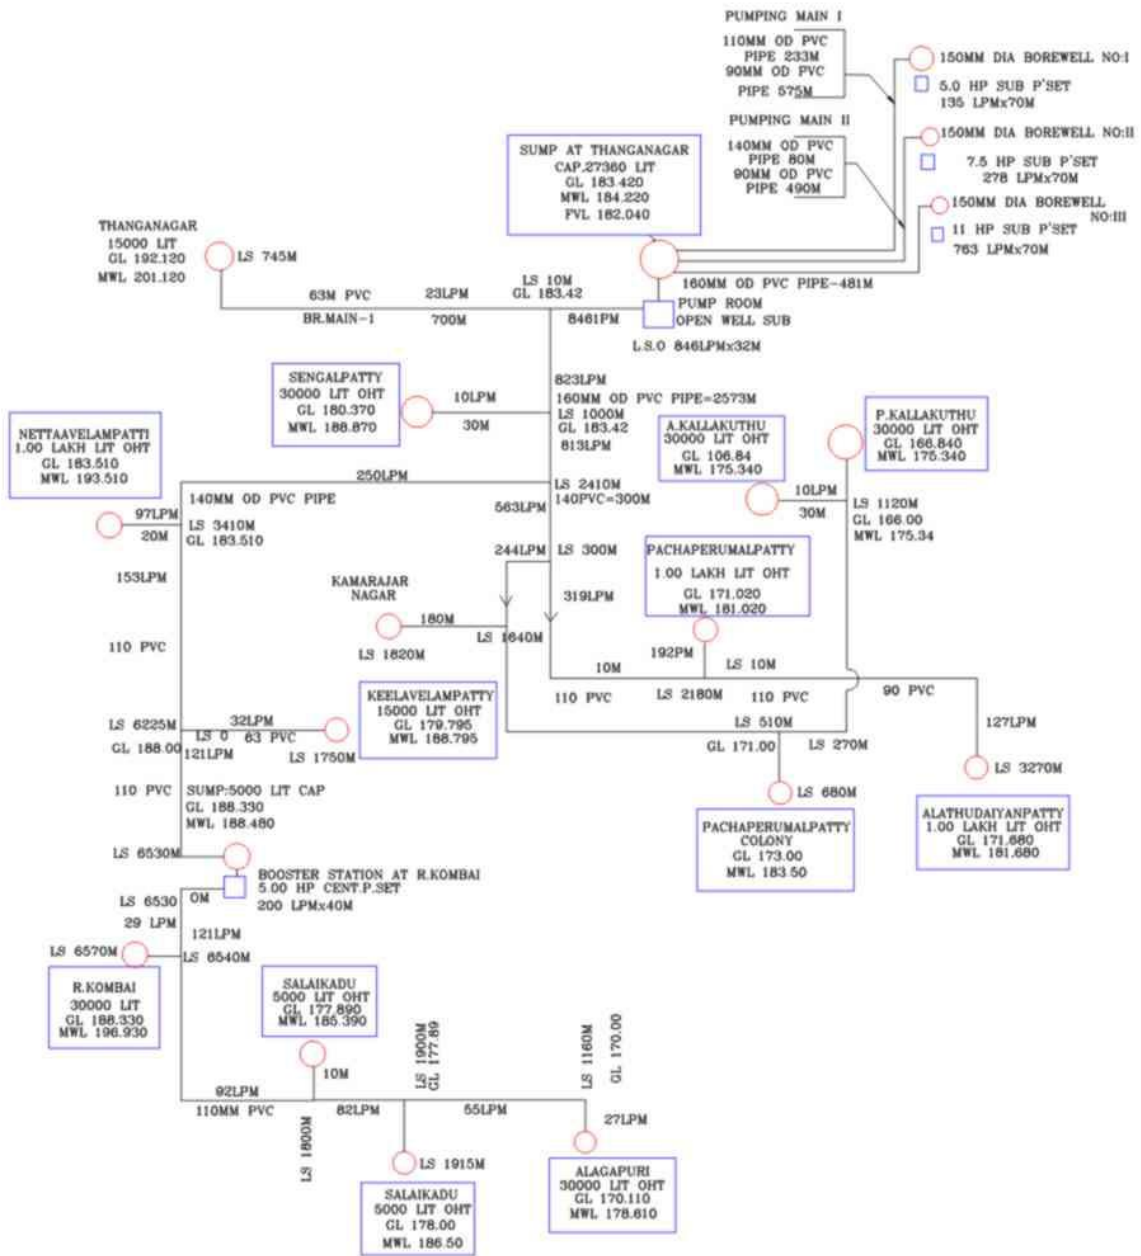 PUMPING MAIN I
110MM OD PVC
PIPE 233M
90MM OD PVC
PIPE 575M
150MM DIA BOREWELL NO:I
5.0 HP SUB P'SET
135 LPMx70M
PUMPING MAIN II
140MM OD PVC
PIPE 80M
90MM OD PVC
PIPE 490M
150MM DIA BOREWELL NO:II
7.5 HP SUB P'SET
278 LPMx70M
150MM DIA BOREWELL
NO:III
11 HP SUB P'SET
763 LPMx70M
SUMP AT THANGANAGAR
CAP.27360 LIT
GL 183.420
MWL 184.220
FVL 182.040
THANGANAGAR
15000 LIT
GL 192.120
MWL 201.120
LS 745M
LS 10M
GL 183.42
160MM OD PVC PIPE-481M
63M PVC
23LPM
BR.MAIN-1
700M
8461PM
PUMP ROOM
OPEN WELL SUB
L.S.0 846LPMx32M
SENGALPATTY
30000 LIT OHT
GL 180.370
MWL 188.870
10LPM
30M
823LPM
160MM OD PVC PIPE=2573M
LS 1000M
GL 183.42
813LPM
A.KALLAKUTHU
30000 LIT OHT
GL 106.84
MWL 175.340
P.KALLAKUTHU
30000 LIT OHT
GL 166.840
MWL 175.340
NETTAAVELAMPATTI
1.00 LAKH LIT OHT
GL 183.510
MWL 193.510
250LPM
140MM OD PVC PIPE
LS 2410M
140PVC=300M
563LPM
10LPM
30M
LS 1120M
GL 166.00
MWL 175.34
97LPM
20M
LS 3410M
GL 183.510
153LPM
244LPM
LS 300M
319LPM
PACHAPERUMALPATTY
1.00 LAKH LIT OHT
GL 171.020
MWL 181.020
KAMARAJAR
NAGAR
180M
LS 1820M
LS 1640M
110 PVC
192PM
LS 10M
10M
110 PVC
LS 2180M
110 PVC
90 PVC
KEELAVELAMPATTY
15000 LIT OHT
GL 179.795
MWL 188.795
LS 6225M
GL 188.00
32LPM
LS 0
63 PVC
LS 1750M
121LPM
LS 510M
GL 171.00
LS 270M
127LPM
LS 3270M
110 PVC
SUMP:5000 LIT CAP
GL 188.330
MWL 188.480
LS 680M
PACHAPERUMALPATTY
COLONY
GL 173.00
MWL 183.50
ALATHUDAIYANPATTY
1.00 LAKH LIT OHT
GL 171.680
MWL 181.680
LS 6530M
BOOSTER STATION AT R.KOMBAI
5.00 HP CENT.P.SET
200 LPMx40M
LS 6530
0M
29 LPM
121LPM
LS 6570M
LS 6540M
R.KOMBAI
30000 LIT
GL 188.330
MWL 196.930
SALAIKADU
5000 LIT OHT
GL 177.890
MWL 185.390
10M
LS 1900M
GL 177.89
LS 1160M
GL 170.00
92LPM
110MM PVC
LS 1800M
82LPM
55LPM
27LPM
LS 1915M
SALAIKADU
5000 LIT OHT
GL 178.00
MWL 186.50
ALAGAPURI
30000 LIT OHT
GL 170.110
MWL 178.610